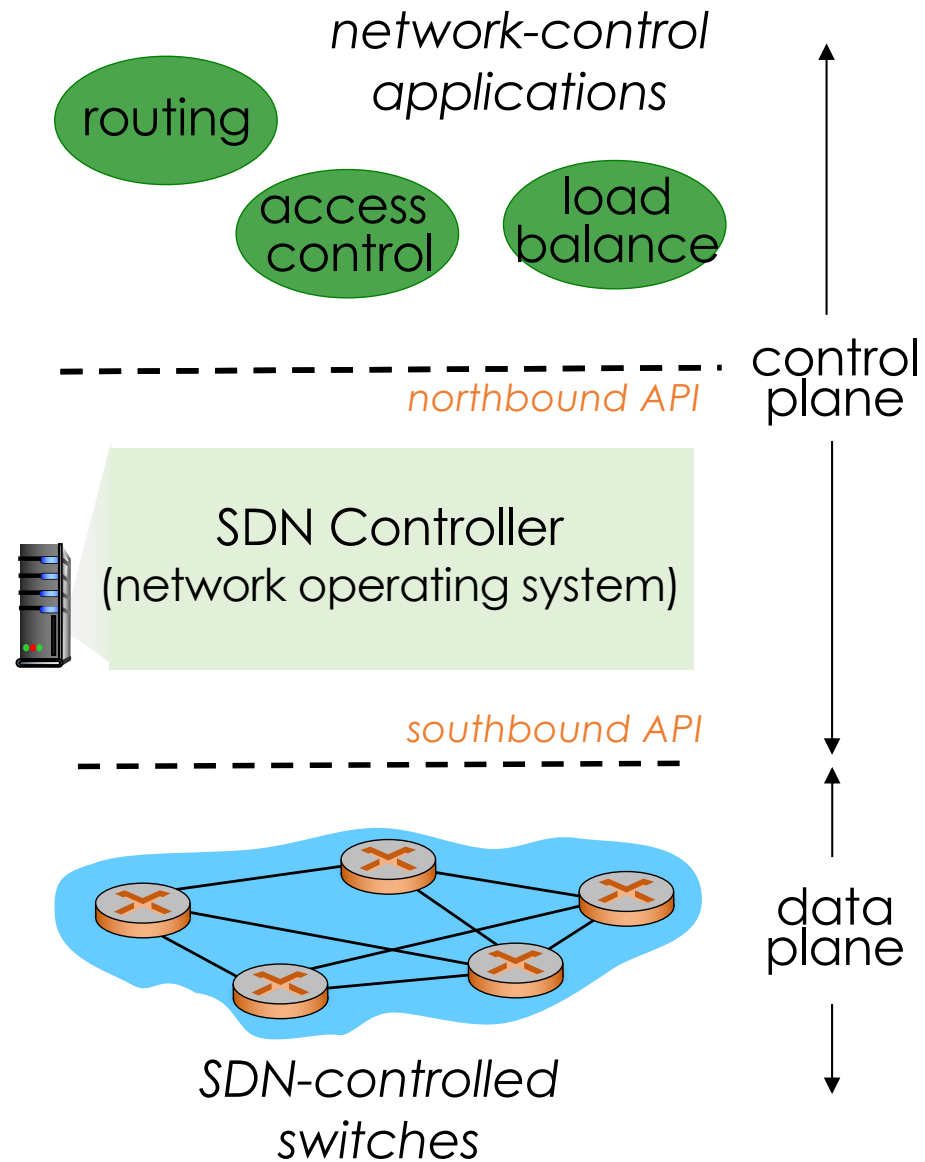 network-control
applications
routing
access
control
load
balance
control
plane
northbound API
SDN Controller
(network operating system)
southbound API
data
plane
SDN-controlled
switches